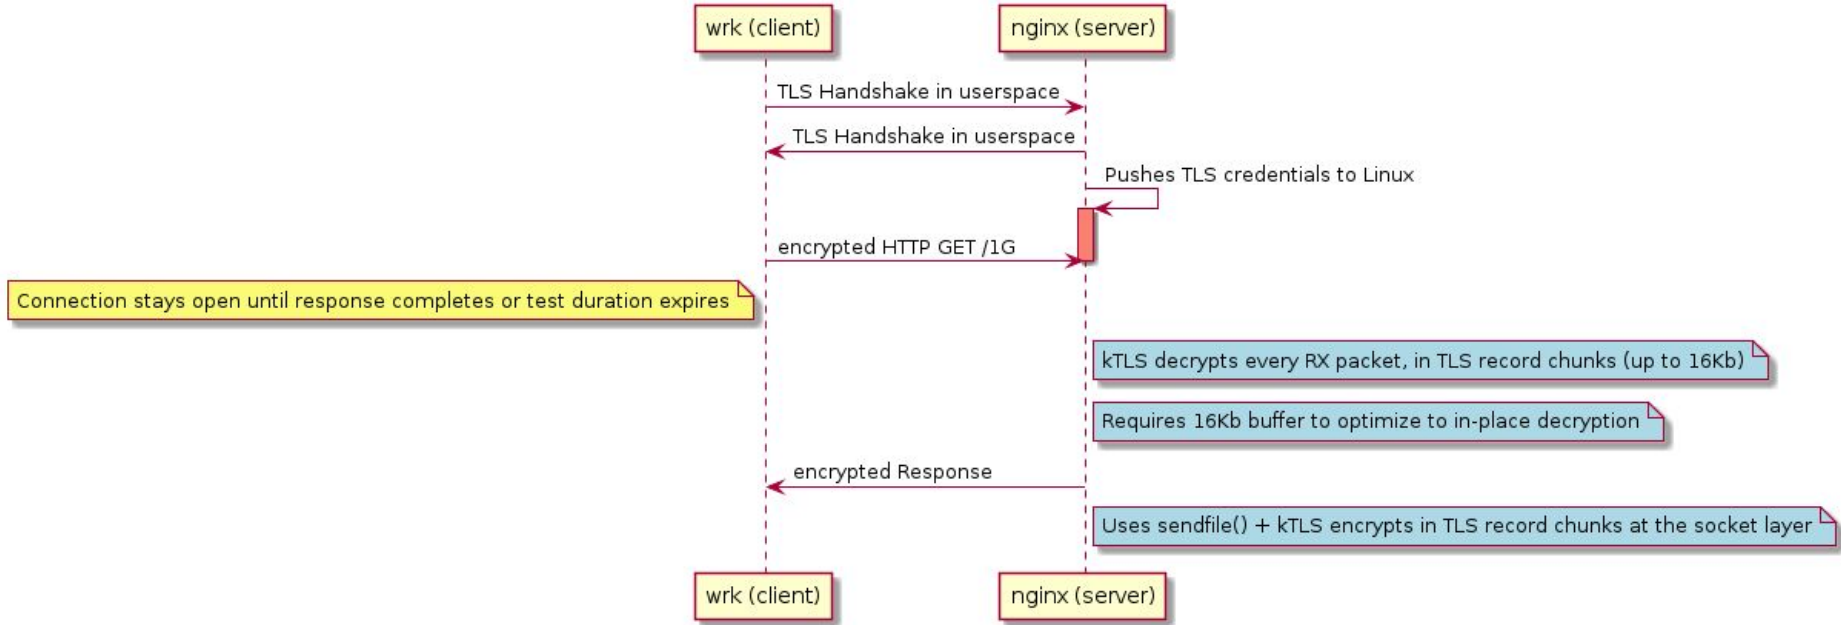 wrk (client)
nginx (server)
TLS Handshake in userspace
TLS Handshake in userspace
Pushes TLS credentials to Linux
encrypted HTTP GET /1G
Connection stays open until response completes or test duration expires
kTLS decrypts every RX packet, in TLS record chunks (up to 16Kb)
Requires 16Kb buffer to optimize to in-place decryption
encrypted Response
Uses sendfile() + kTLS encrypts in TLS record chunks at the socket layer
wrk (client)
nginx (server)